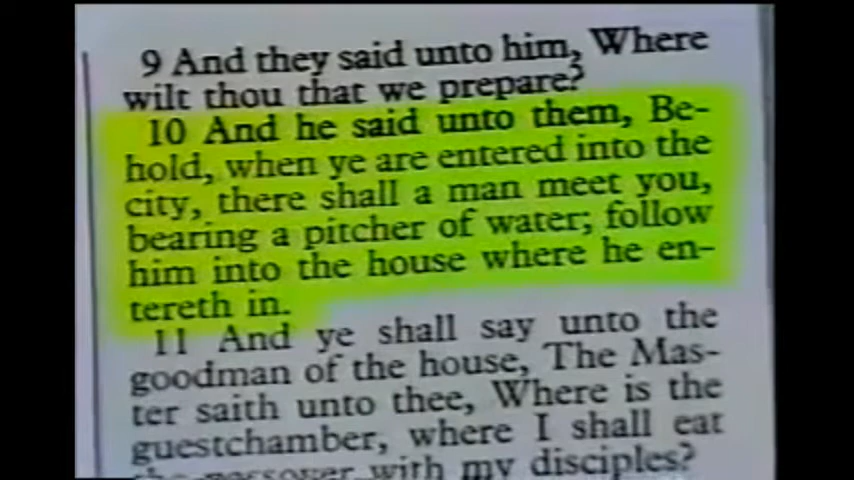 9 And they said unto him, Where
wilt thou that we prepare?
10 And he said unto them, Be-
hold, when ye are entered into the
city, there shall a man meet you,
bearing a pitcher of water; follow
him into the house where he en-
tereth in.
11 And ye shall say unto the
goodman of the house, The Mas-
ter saith unto thee, Where is the
guestchamber, where I shall eat
the passover with my disciples?